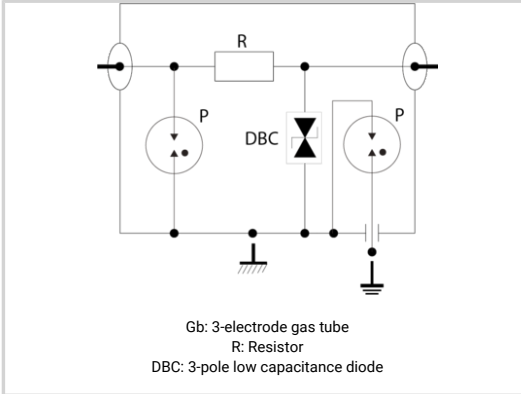 R
P
P
DBC
Gb: 3-electrode gas tube
R: Resistor
DBC: 3-pole low capacitance diode